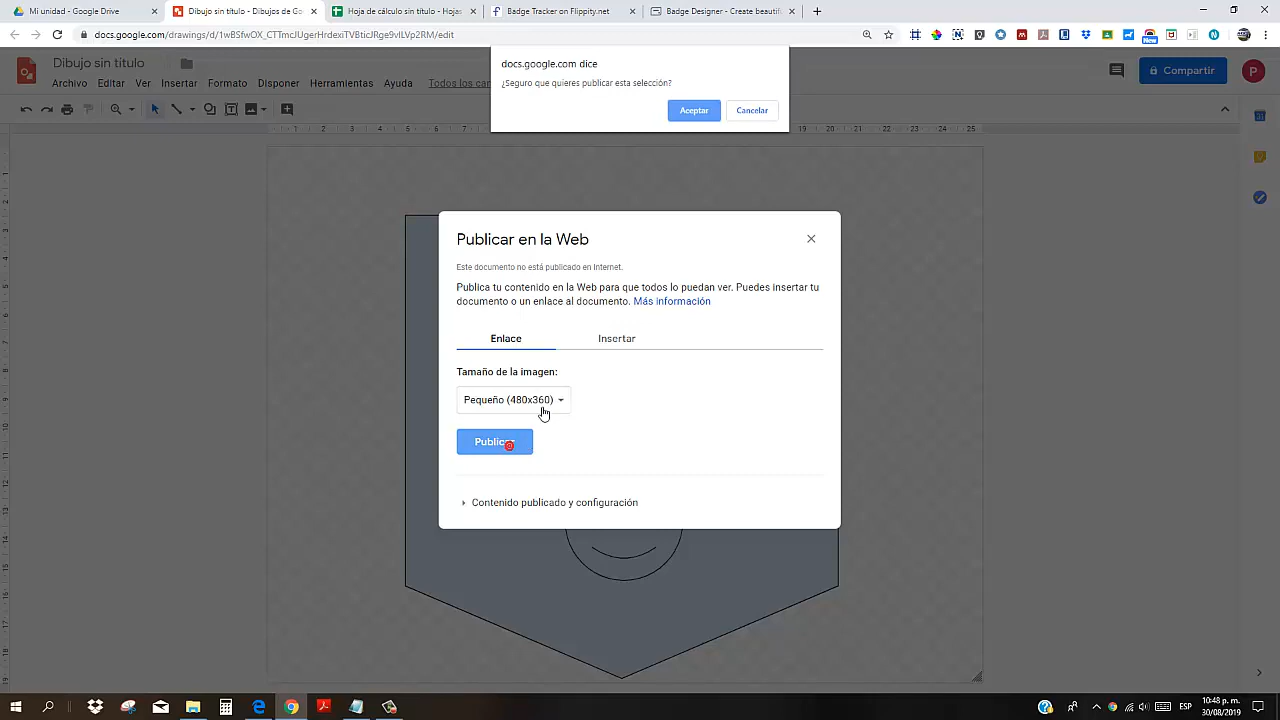 Mi unidad - Google Drive
Dibujo sin título - Dibujos de Go
Hoja de cálculo sin título - Hojas
Badge Tracker on Flippity.net
Badge Designer - Create beautif
docs.google.com/drawings/d/1wBSfwOX_CTTmcJUgerHrdexiTVBticJRge9vILVp2RM/edit
New
docs.google.com dice
¿Seguro que quieres publicar esta selección?
Aceptar
Cancelar
Dibujo sin título
Archivo Editar Ver Insertar Formato Disponer Herramientas Ayuda Todos los car
Compartir
P
Publicar en la Web
Este documento no está publicado en Internet.
Publica tu contenido en la Web para que todos lo puedan ver. Puedes insertar tu
documento o un enlace al documento. Más información
Enlace Insertar
Tamaño de la imagen:
Pequeño (480x360)
Public
Contenido publicado y configuración
ESP
10:48 p. m.
30/08/2019